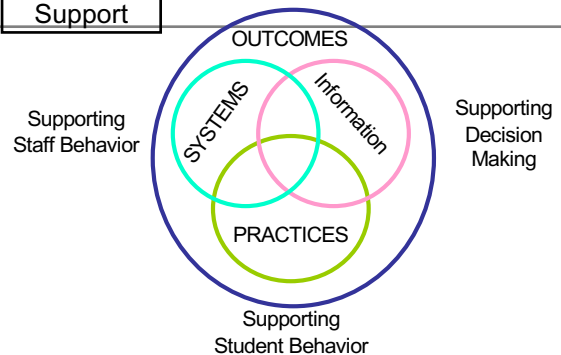 Support
OUTCOMES
SYSTEMS
Information
Supporting
Staff Behavior
Supporting
Decision
Making
PRACTICES
Supporting
Student Behavior